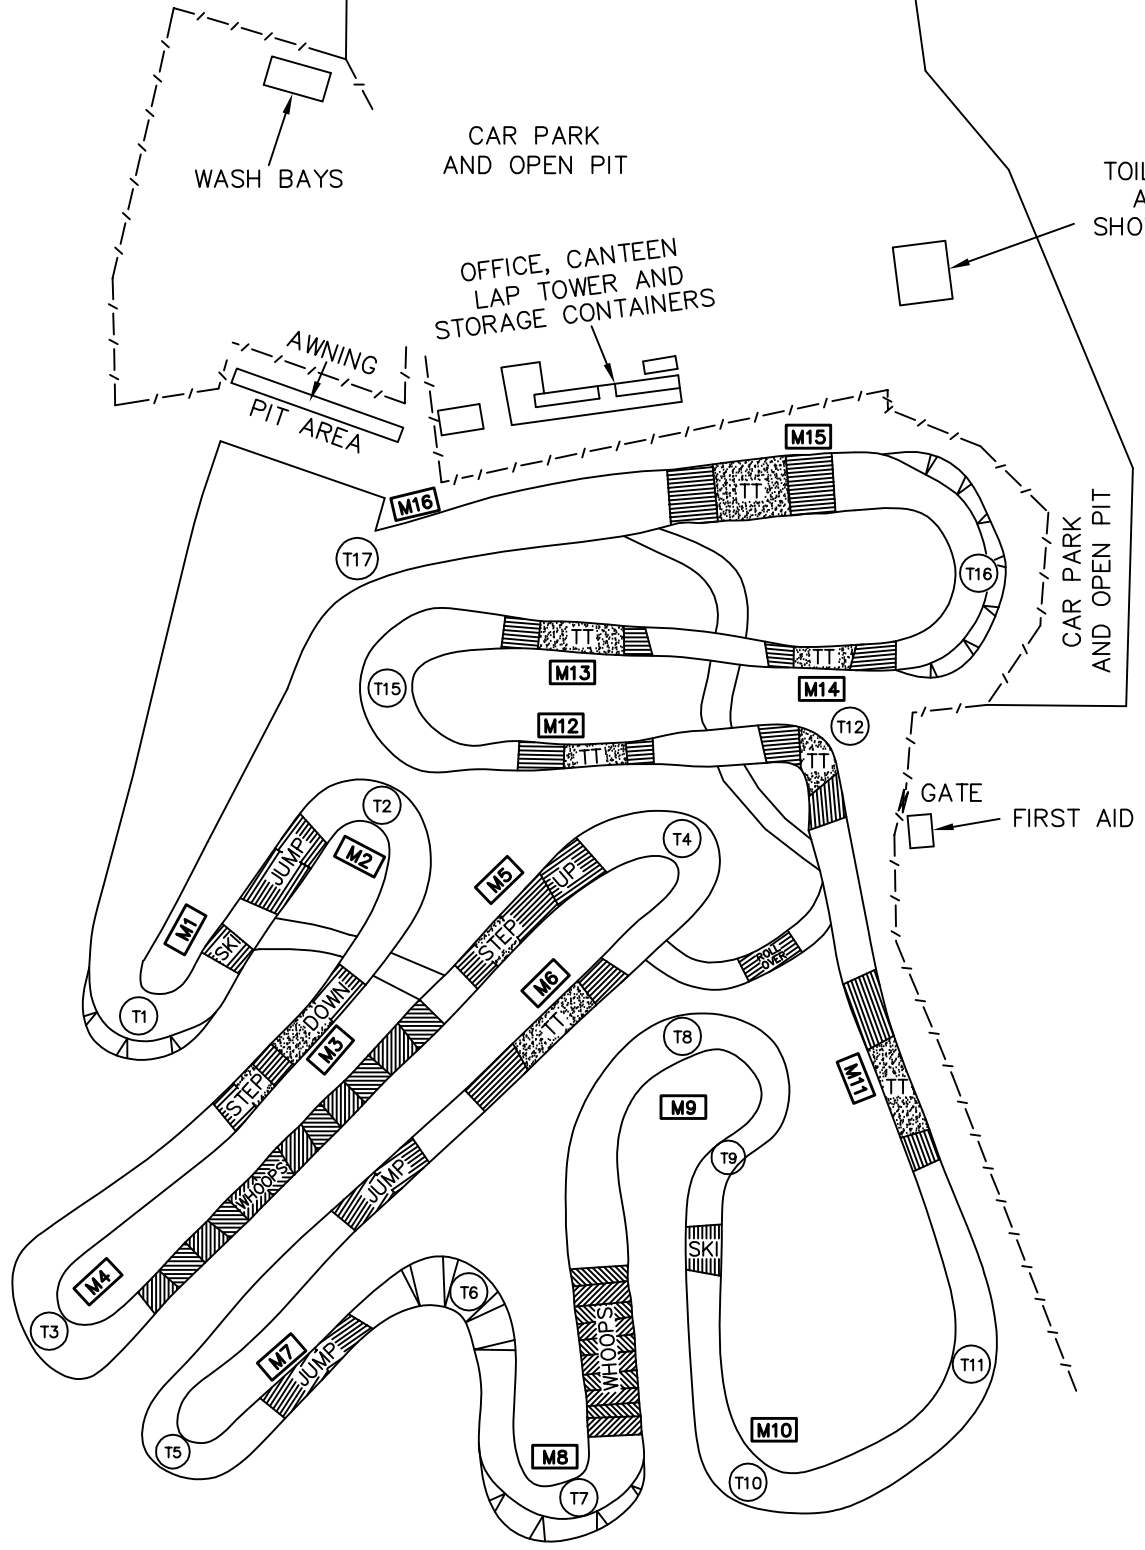 WASH BAYS
CAR PARK
AND OPEN PIT
TOIL
A
SHO
OFFICE, CANTEEN
LAP TOWER AND
STORAGE CONTAINERS
AWNING
PIT AREA
M15
TT
M16
T17
T16
CAR PARK
AND OPEN PIT
TT
M13
TT
M14
T15
M12
TT
T12
TT
GATE
FIRST AID
T2
M2
JUMP
T4
M5
UP
STEP
M1
SKI
M6
TT
ROLL
OVER
T1
DOWN
M3
STEP
T8
M9
M11
TT
T9
WHOOPS
JUMP
SKI
M4
T3
T6
M7
JUMP
WHOOPS
T11
T5
M8
T7
M10
T10